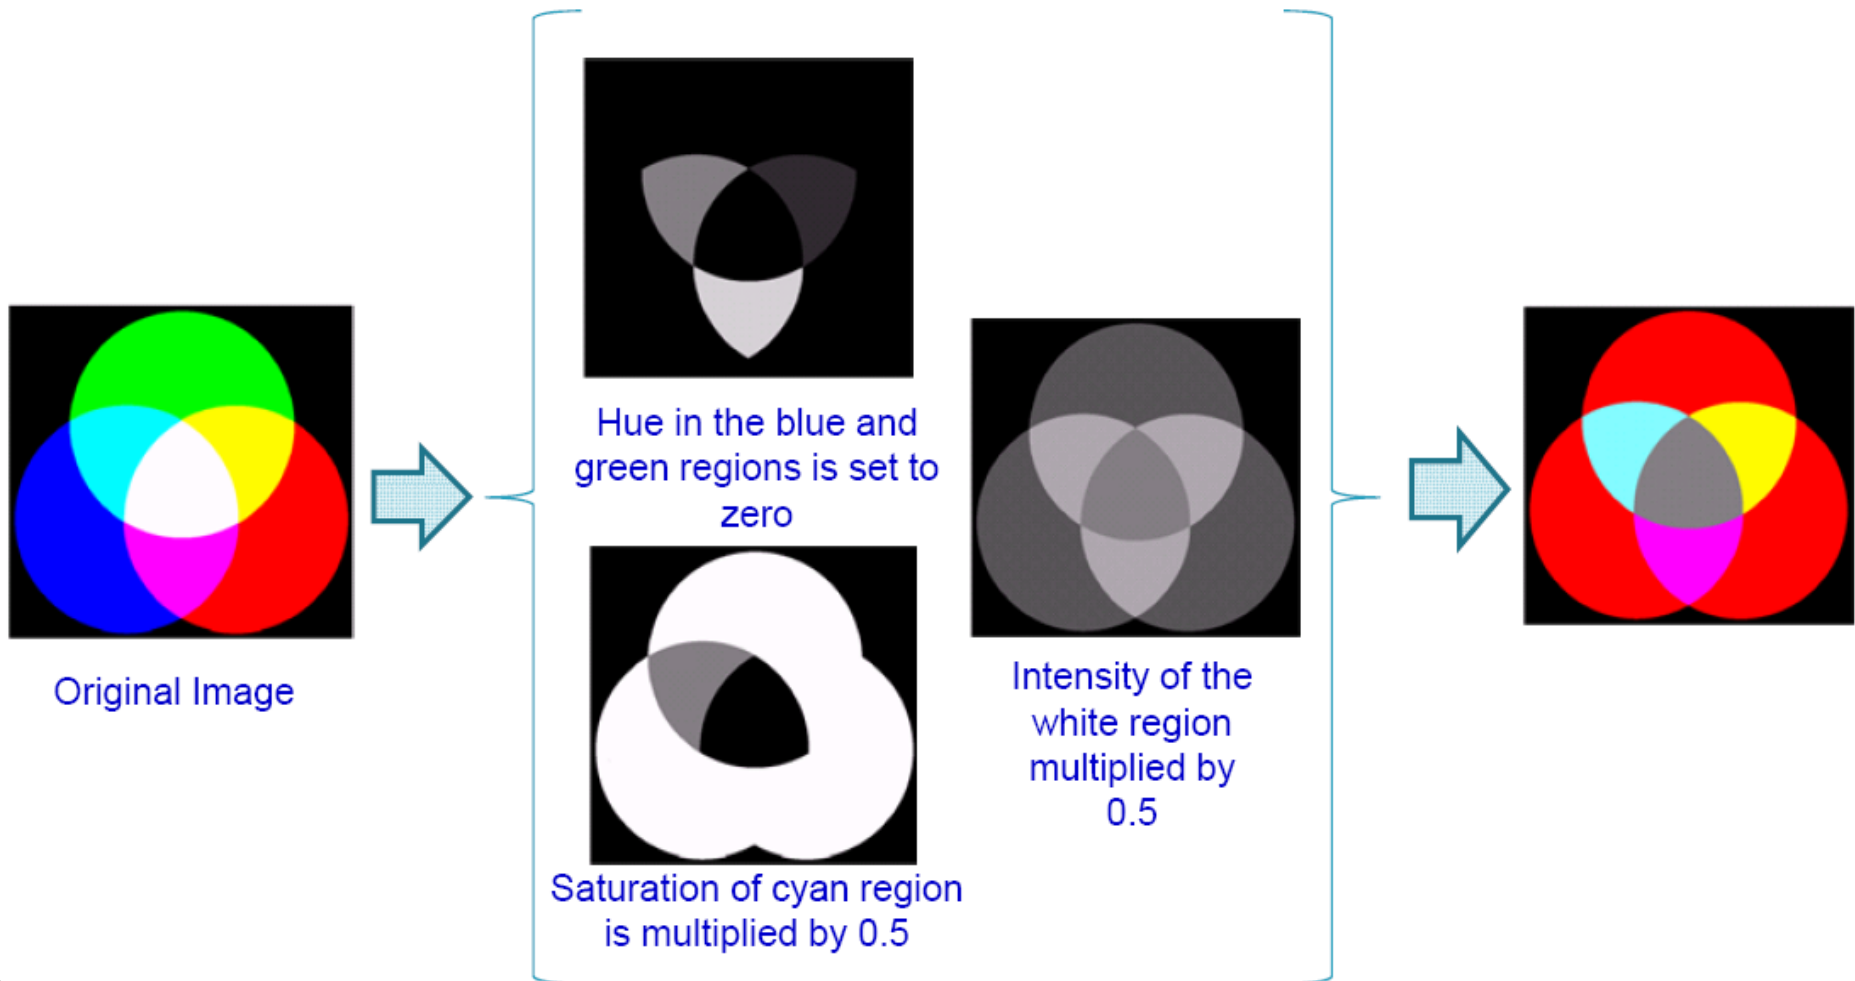 Original Image
Hue in the blue and
green regions is set to
zero
Saturation of cyan region
is multiplied by 0.5
Intensity of the
white region
multiplied by
0.5